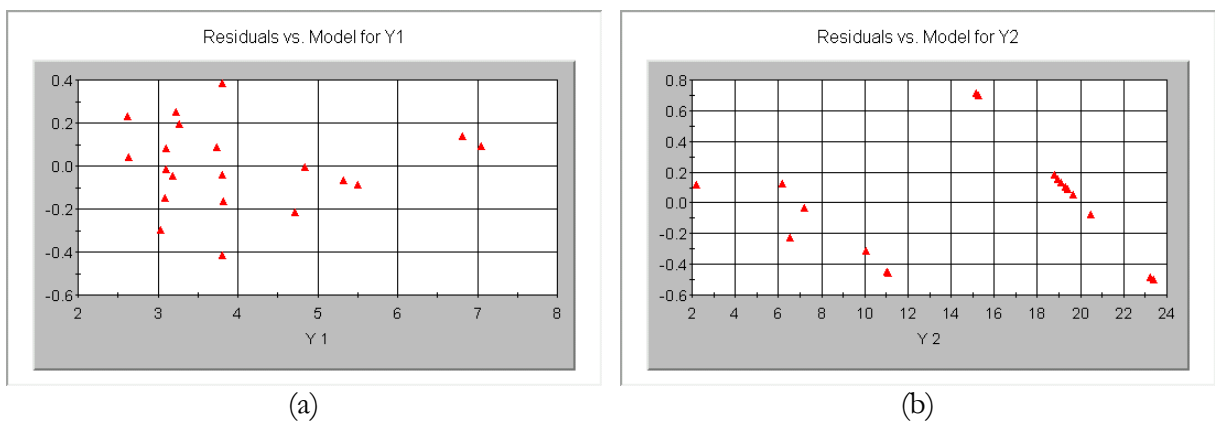 Residuals vs. Model for Y1
0.4
0.2
0.0
-0.2
-0.4
-0.6
2 3 4 5 6 7 8
Y 1
(a)
Residuals vs. Model for Y2
0.8
0.6
0.4
0.2
0.0
-0.2
-0.4
-0.6
2 4 6 8 10 12 14 16 18 20 22 24
Y 2
(b)